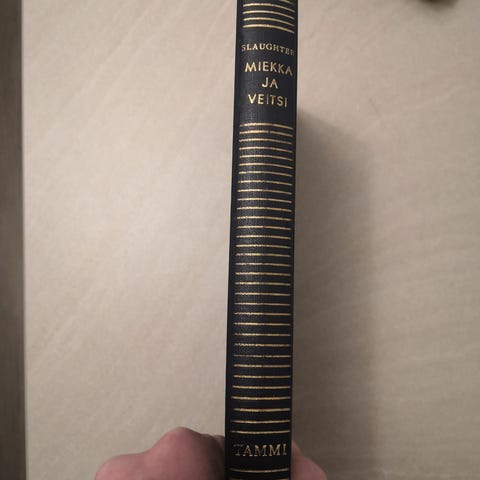 SLAUGHTER
MIEKKA
JA
VEITSI
TAMMI